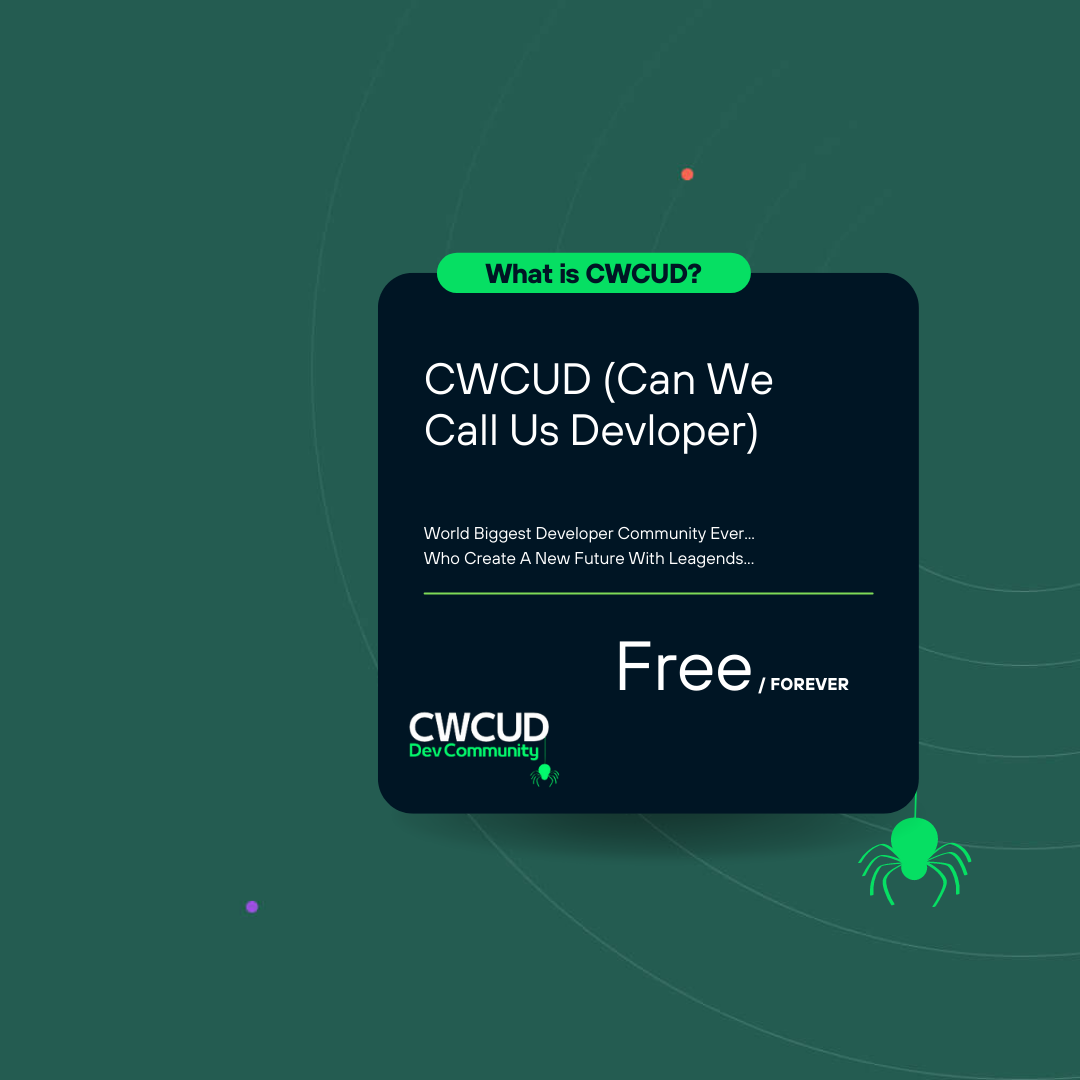 What is CWCUD?
CWCUD (Can We
Call Us Devloper)
World Biggest Developer Community Ever...
Who Create A New Future With Leagends...
Free / FOREVER
CWCUD
Dev Community